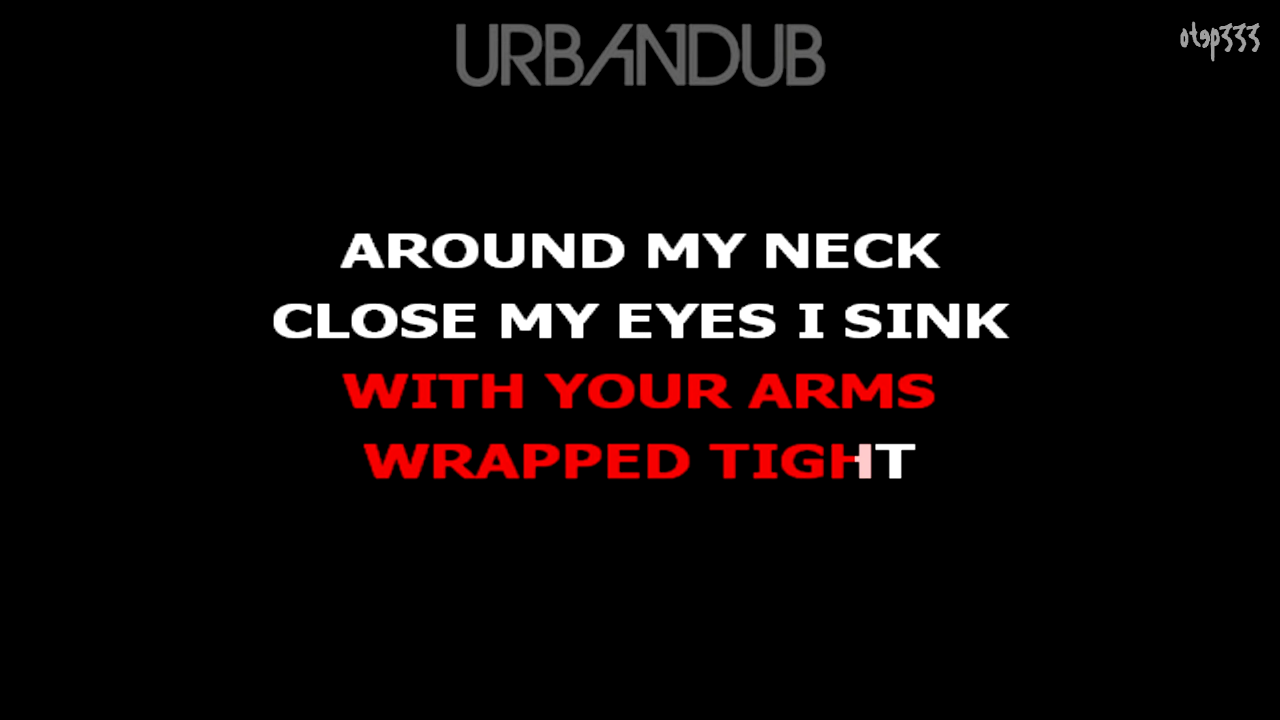 URBANDUB
otep333
AROUND MY NECK
CLOSE MY EYES I SINK
WITH YOUR ARMS
WRAPPED TIGHT